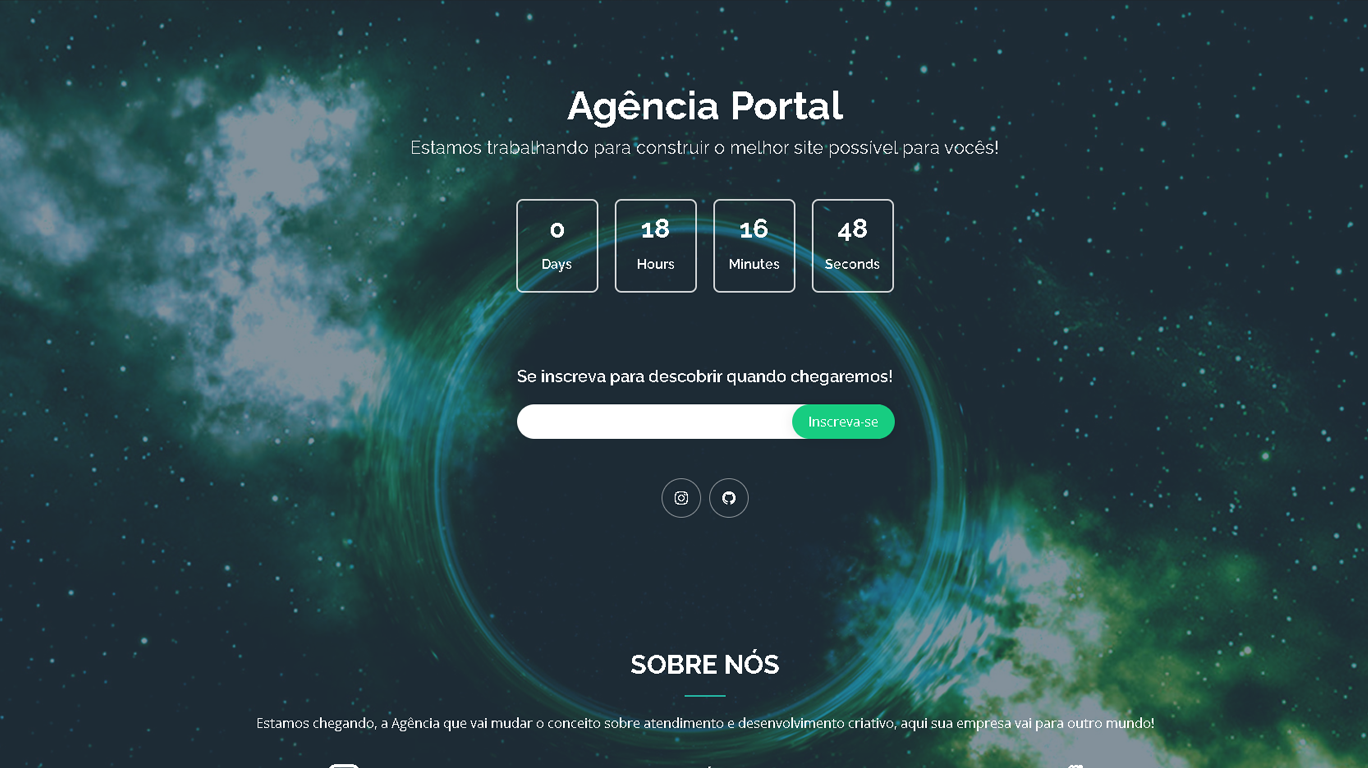 Agência Portal
Estamos trabalhando para construir o melhor site possível para vocês!
0 18 16 48
Days Hours Minutes Seconds
Se inscreva para descobrir quando chegaremos!
Inscreva-se
SOBRE NÓS
Estamos chegando, a Agência que vai mudar o conceito sobre atendimento e desenvolvimento criativo, aqui sua empresa vai para outro mundo!